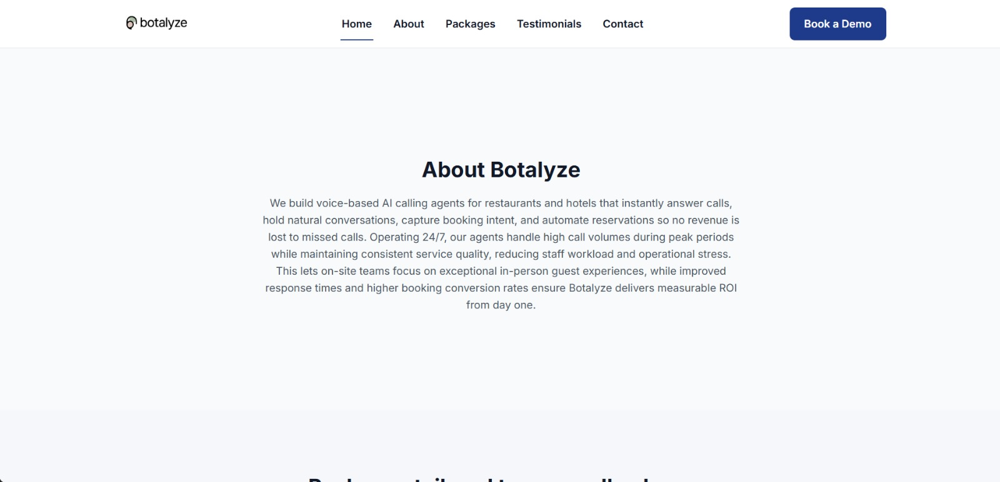 botalyze
Home
About
Packages
Testimonials
Contact
Book a Demo
About Botalyze
We build voice-based AI calling agents for restaurants and hotels that instantly answer calls,
hold natural conversations, capture booking intent, and automate reservations so no revenue is
lost to missed calls. Operating 24/7, our agents handle high call volumes during peak periods
while maintaining consistent service quality, reducing staff workload and operational stress.
This lets on-site teams focus on exceptional in-person guest experiences, while improved
response times and higher booking conversion rates ensure Botalyze delivers measurable ROI
from day one.